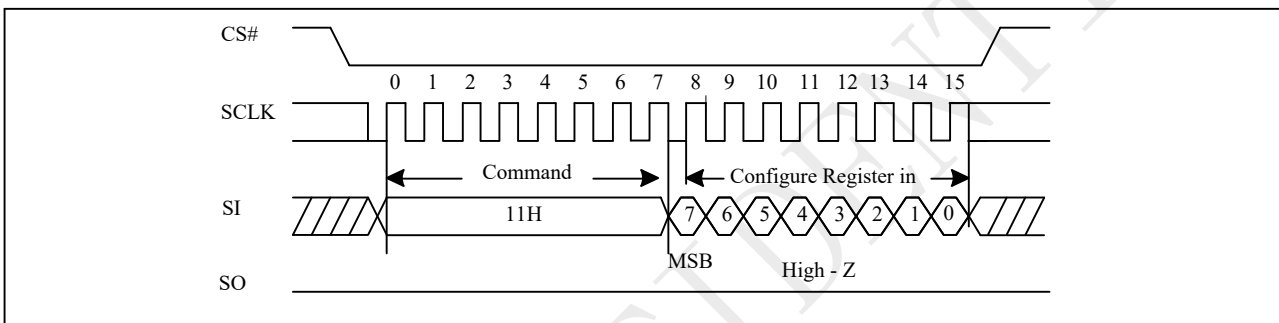 CS#
0 1 2 3 4 5 6 7 8 9 10 11 12 13 14 15
SCLK
Command Configure Register in
SI 11H 7 6 5 4 3 2 1 0
MSB High - Z
SO